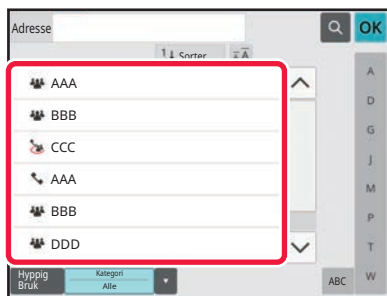 Adresse OK
Sorter
A
AAA
D
BBB
G
CCC
J
AAA
M
BBB
P
DDD
T
Hyppig Bruk
Kategori
Alle
ABC
W